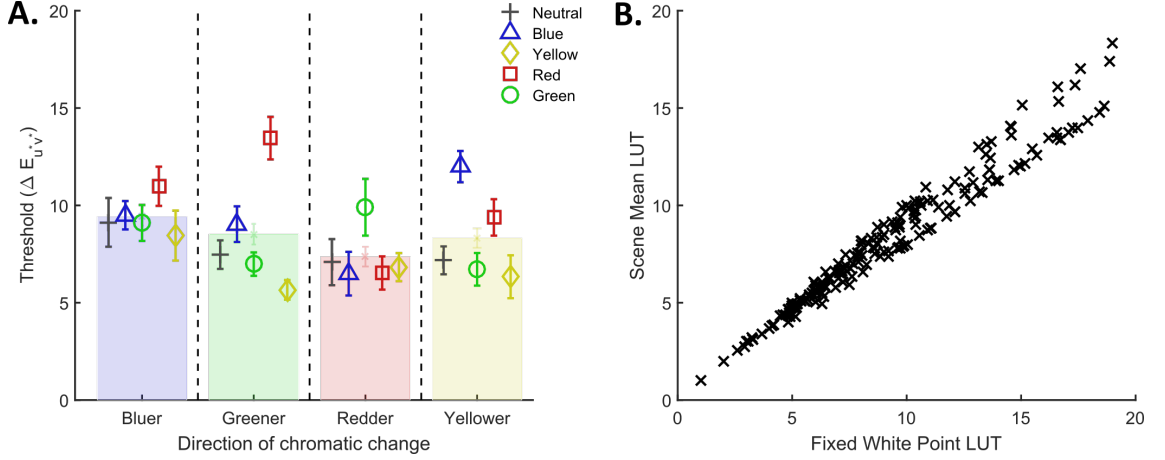 A.
Threshold (Δ E u*v*)
20
15
10
5
0
Neutral
Blue
Yellow
Red
Green
Bluer
Greener
Redder
Yellower
Direction of chromatic change
B.
Scene Mean LUT
20
15
10
5
0
0
5
10
15
20
Fixed White Point LUT